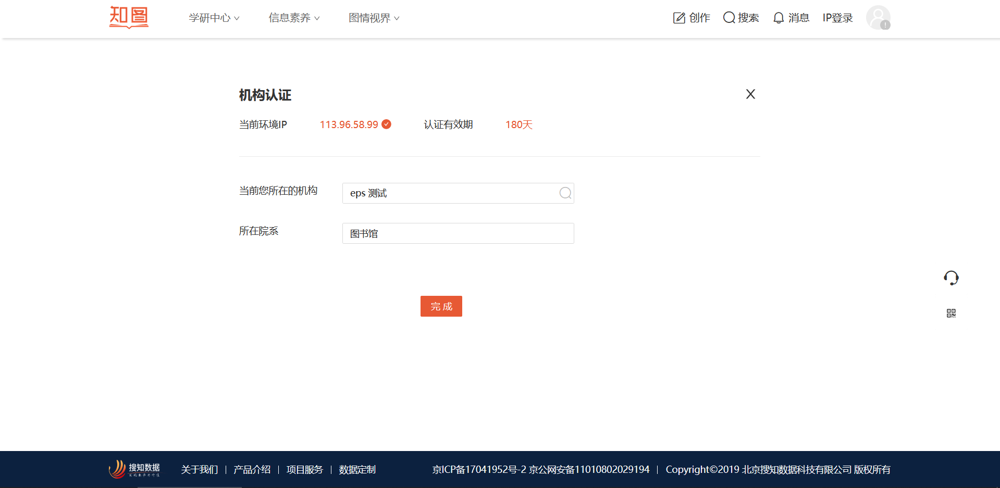 知图 学研中心 信息素养 图情视界 创作 搜索 消息 IP登录
机构认证
当前环境IP 113.96.58.99 认证有效期 180天
当前您所在的机构 eps 测试
所在院系 图书馆
完成
搜知数据 关于我们 | 产品介绍 | 项目服务 | 数据定制 京ICP备17041952号-2 京公网安备11010802029194 | Copyright©2019 北京搜知数据科技有限公司 版权所有